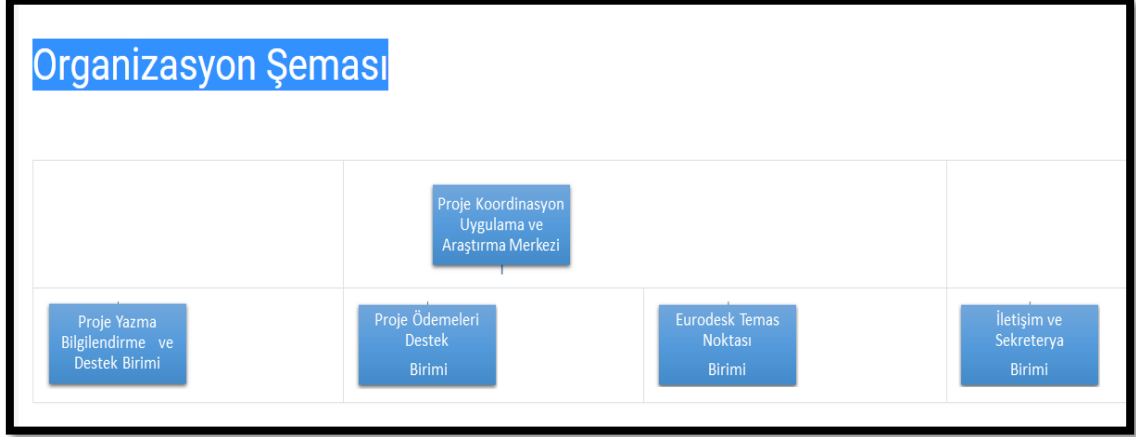 Organizasyon Şeması
Proje Koordinasyon
Uygulama ve
Araştırma Merkezi
Proje Yazma
Bilgilendirme ve
Destek Birimi
Proje Ödemeleri
Destek
Birimi
Eurodesk Temas
Noktası
Birimi
İletişim ve
Sekreterya
Birimi